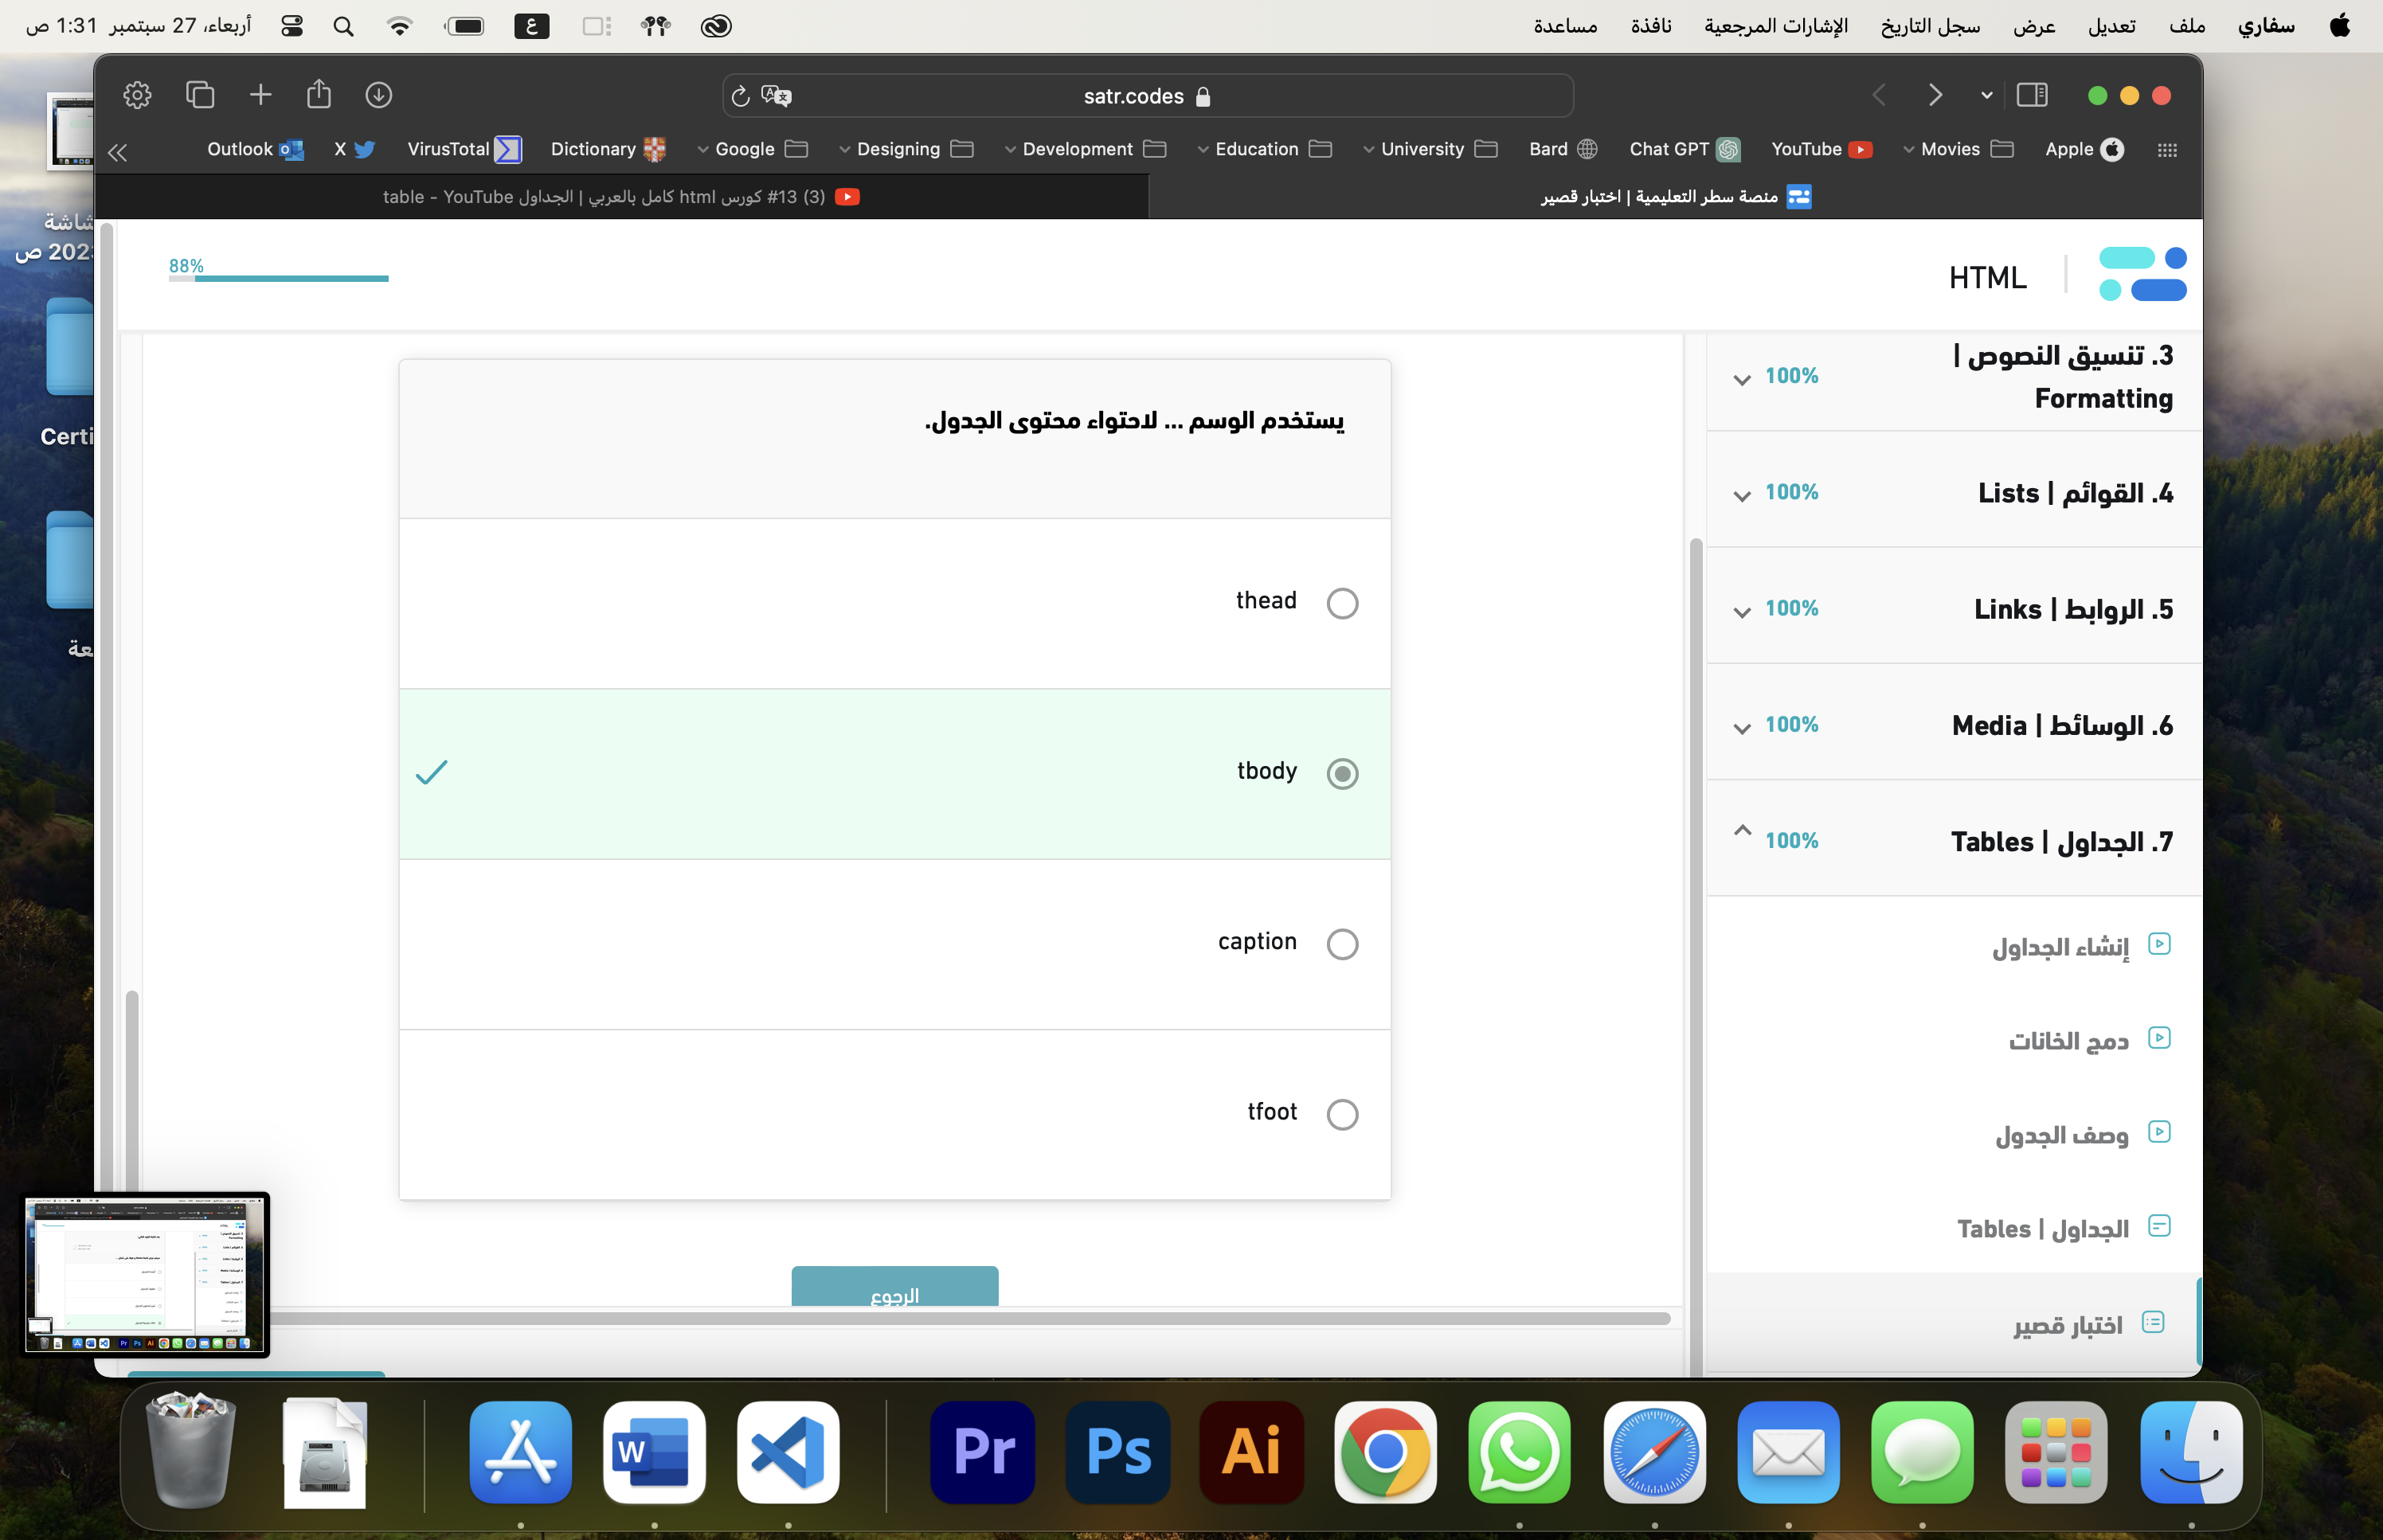 سفاري ملف تعديل عرض سجل التاريخ الإشارات المرجعية نافذة مساعدة
ع
أربعاء، 27 سبتمبر 1:31 ص
satr.codes
Apple Movies YouTube Chat GPT Bard University Education Development Designing Google Dictionary VirusTotal X Outlook
منصة سطر التعليمية | اختبار قصير
(3) #13 كورس html كامل بالعربي | الجداول table - YouTube
HTML
88%
3. تنسيق النصوص |
Formatting
100%
4. القوائم | Lists
100%
5. الروابط | Links
100%
6. الوسائط | Media
100%
7. الجداول | Tables
100%
إنشاء الجداول
دمج الخانات
وصف الجدول
الجداول | Tables
اختبار قصير
يستخدم الوسم ... لاحتواء محتوى الجدول.
thead
tbody
caption
tfoot
الرجوع
Certi
W
Pr
Ps
Ai